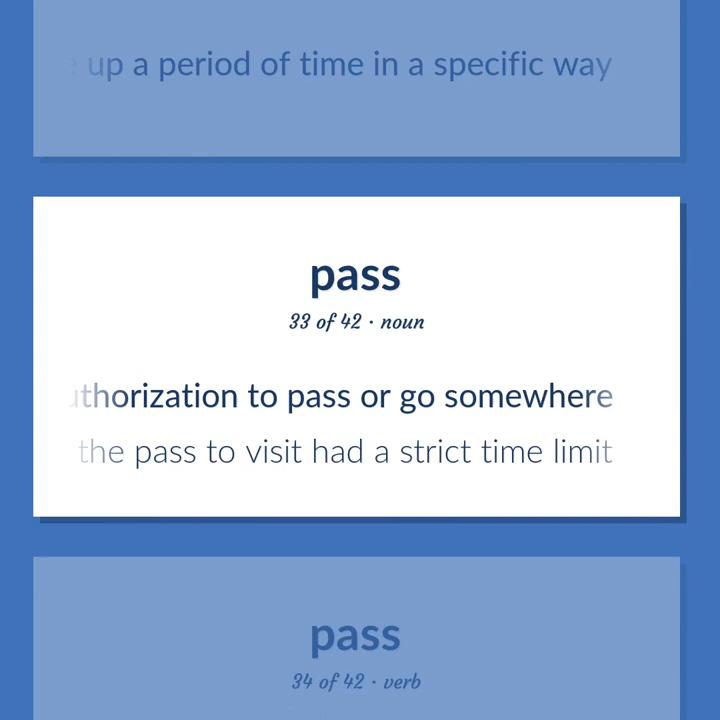 up a period of time in a specific way
pass
33 of 42 · noun
uthorization to pass or go somewhere
the pass to visit had a strict time limit
pass
34 of 42 · verb